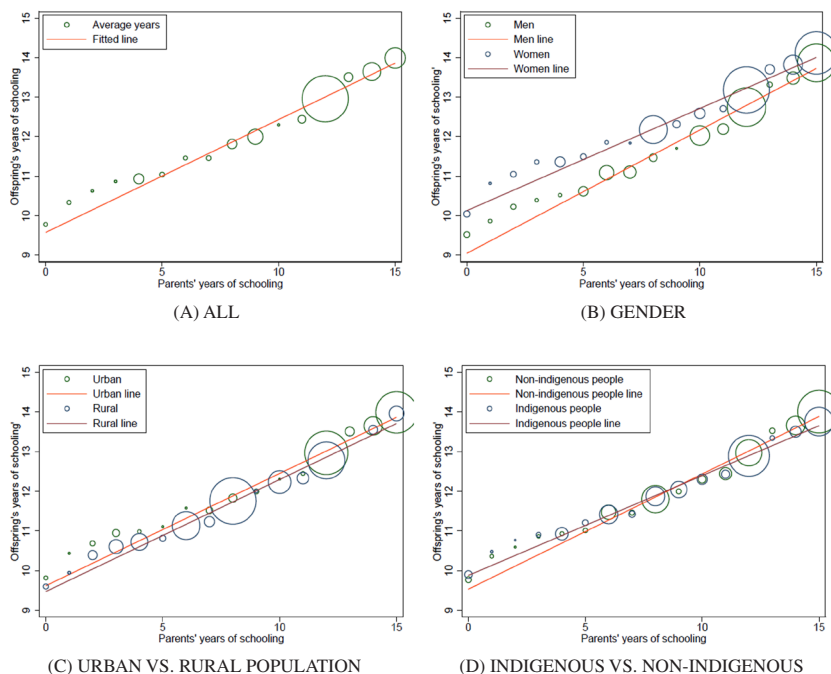 15
14
13
12
11
10
9
Offspring's years of schooling'
Average years
Fitted line
0
5
10
15
Parents' years of schooling
(A) ALL
15
14
13
12
11
10
9
Offspring's years of schooling'
Men
Men line
Women
Women line
0
5
10
15
Parents' years of schooling
(B) GENDER
15
14
13
12
11
10
9
Offspring's years of schooling'
Urban
Urban line
Rural
Rural line
0
5
10
15
Parents' years of schooling
(C) URBAN VS. RURAL POPULATION
15
14
13
12
11
10
9
Offspring's years of schooling'
Non-indigenous people
Non-indigenous people line
Indigenous people
Indigenous people line
0
5
10
15
Parents' years of schooling
(D) INDIGENOUS VS. NON-INDIGENOUS